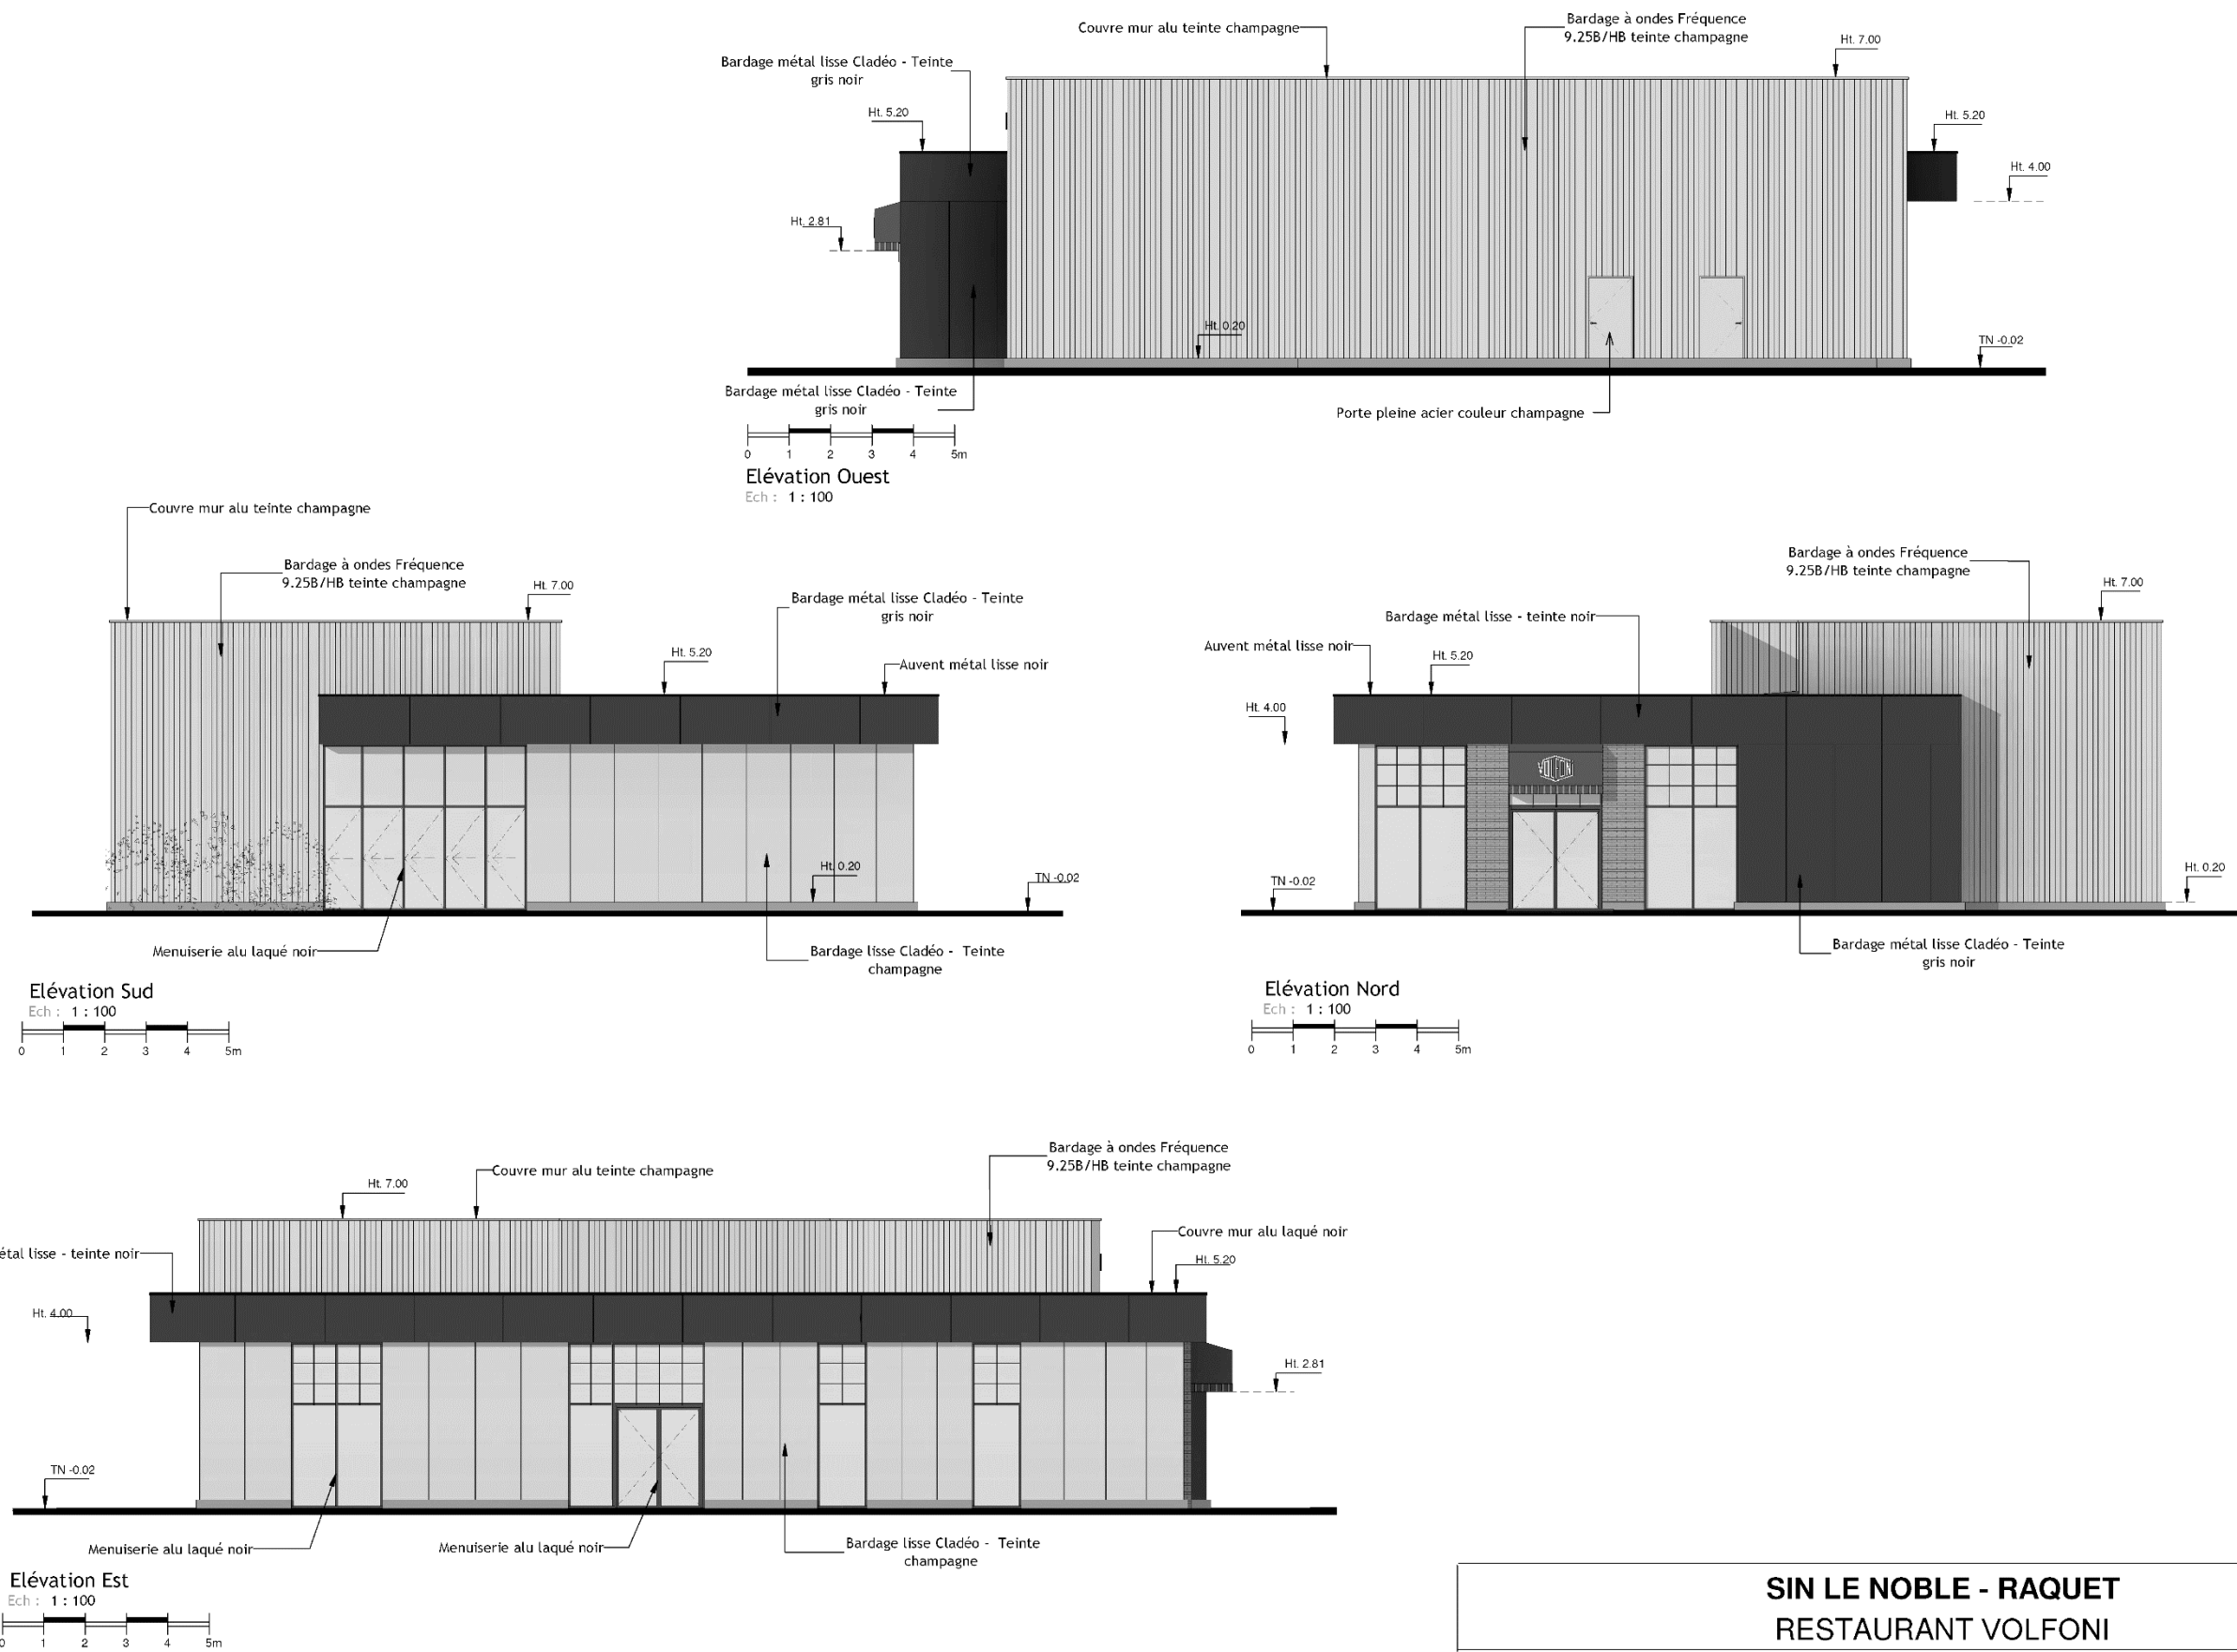 Couvre mur alu teinte champagne
Bardage à ondes Fréquence
9.25B/HB teinte champagne
Ht. 7.00
Bardage métal lisse Cladéo - Teinte
gris noir
Ht. 5.20
Ht. 5.20
Ht. 4.00
Ht. 2.81
Ht. 0.20
TN -0.02
Bardage métal lisse Cladéo - Teinte
gris noir
Porte pleine acier couleur champagne
0 1 2 3 4 5m
Elévation Ouest
Ech : 1 : 100
Couvre mur alu teinte champagne
Bardage à ondes Fréquence
9.25B/HB teinte champagne
Ht. 7.00
Bardage métal lisse Cladéo - Teinte
gris noir
Ht. 5.20
Auvent métal lisse noir
Ht. 0.20
TN -0.02
Menuiserie alu laqué noir
Bardage lisse Cladéo - Teinte
champagne
Elévation Sud
Ech : 1 : 100
0 1 2 3 4 5m
Bardage à ondes Fréquence
9.25B/HB teinte champagne
Ht. 7.00
Bardage métal lisse - teinte noir
Auvent métal lisse noir
Ht. 5.20
Ht. 4.00
VOLFONI
TN -0.02
Ht. 0.20
Bardage métal lisse Cladéo - Teinte
gris noir
Elévation Nord
Ech : 1 : 100
0 1 2 3 4 5m
Bardage à ondes Fréquence
9.25B/HB teinte champagne
Couvre mur alu teinte champagne
Ht. 7.00
Couvre mur alu laqué noir
étal lisse - teinte noir
Ht. 5.20
Ht. 4.00
Ht. 2.81
TN -0.02
Menuiserie alu laqué noir
Menuiserie alu laqué noir
Bardage lisse Cladéo - Teinte
champagne
Elévation Est
Ech : 1 : 100
0 1 2 3 4 5m
SIN LE NOBLE - RAQUET
RESTAURANT VOLFONI